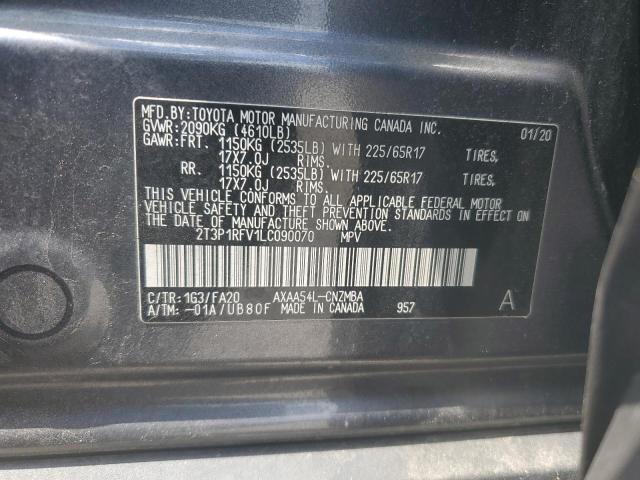 MFD.BY:TOYOTA MOTOR MANUFACTURING CANADA INC. 01/20
GVWR:2090KG (4610LB)
GAWR:FRT. 1150KG (2535LB) WITH 225/65R17 TIRES,
17X7.0J RIMS.
RR. 1150KG (2535LB) WITH 225/65R17 TIRES,
17X7.0J RIMS.
THIS VEHICLE CONFORMS TO ALL APPLICABLE FEDERAL MOTOR
VEHICLE SAFETY AND THEFT PREVENTION STANDARDS IN EFFECT ON
THE DATE OF MANUFACTURE SHOWN ABOVE.
2T3P1RFV1LC090070 MPV
C/TR:1G3/FA20 AXAA54L-CNZMBA A
A/TM:-01A/UB80F MADE IN CANADA 957